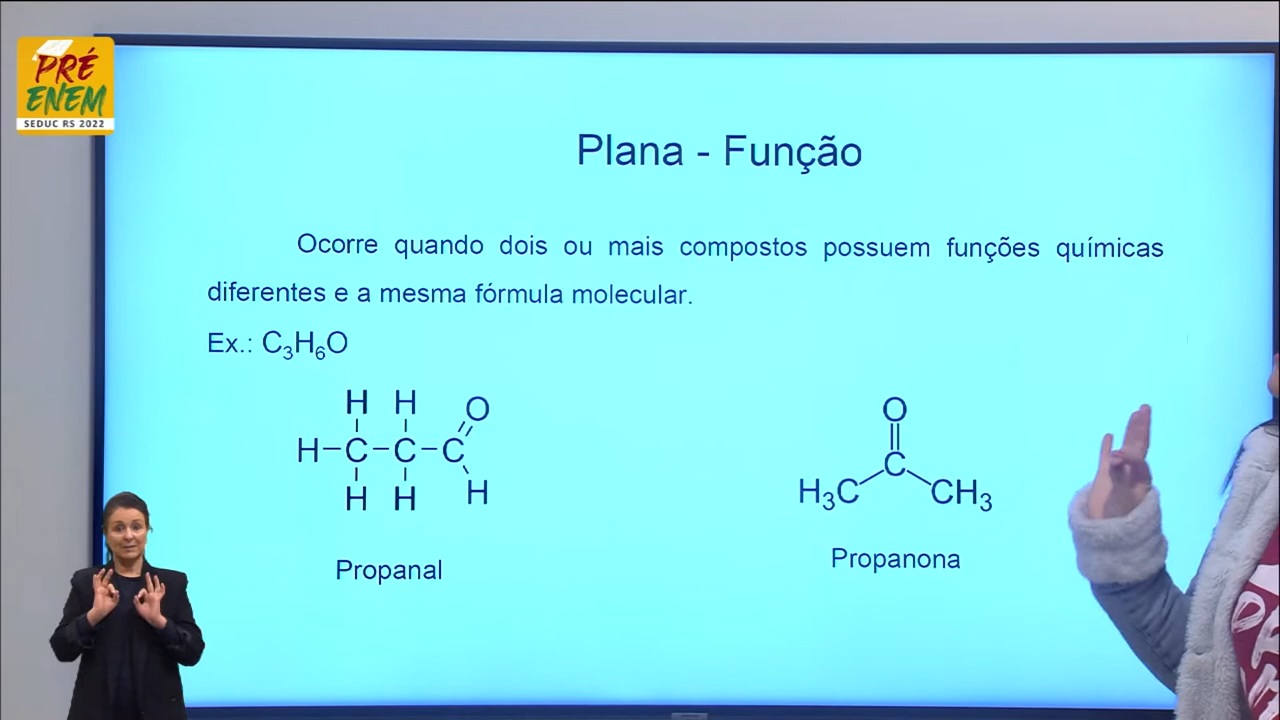 PRÉ
ENEM
SEDUC RS 2022
Plana - Função
Ocorre quando dois ou mais compostos possuem funções químicas
diferentes e a mesma fórmula molecular.
Ex.: C₃H₆O
H H O
H-C-C-C
H H H
Propanal
O
C
H₃C CH₃
Propanona